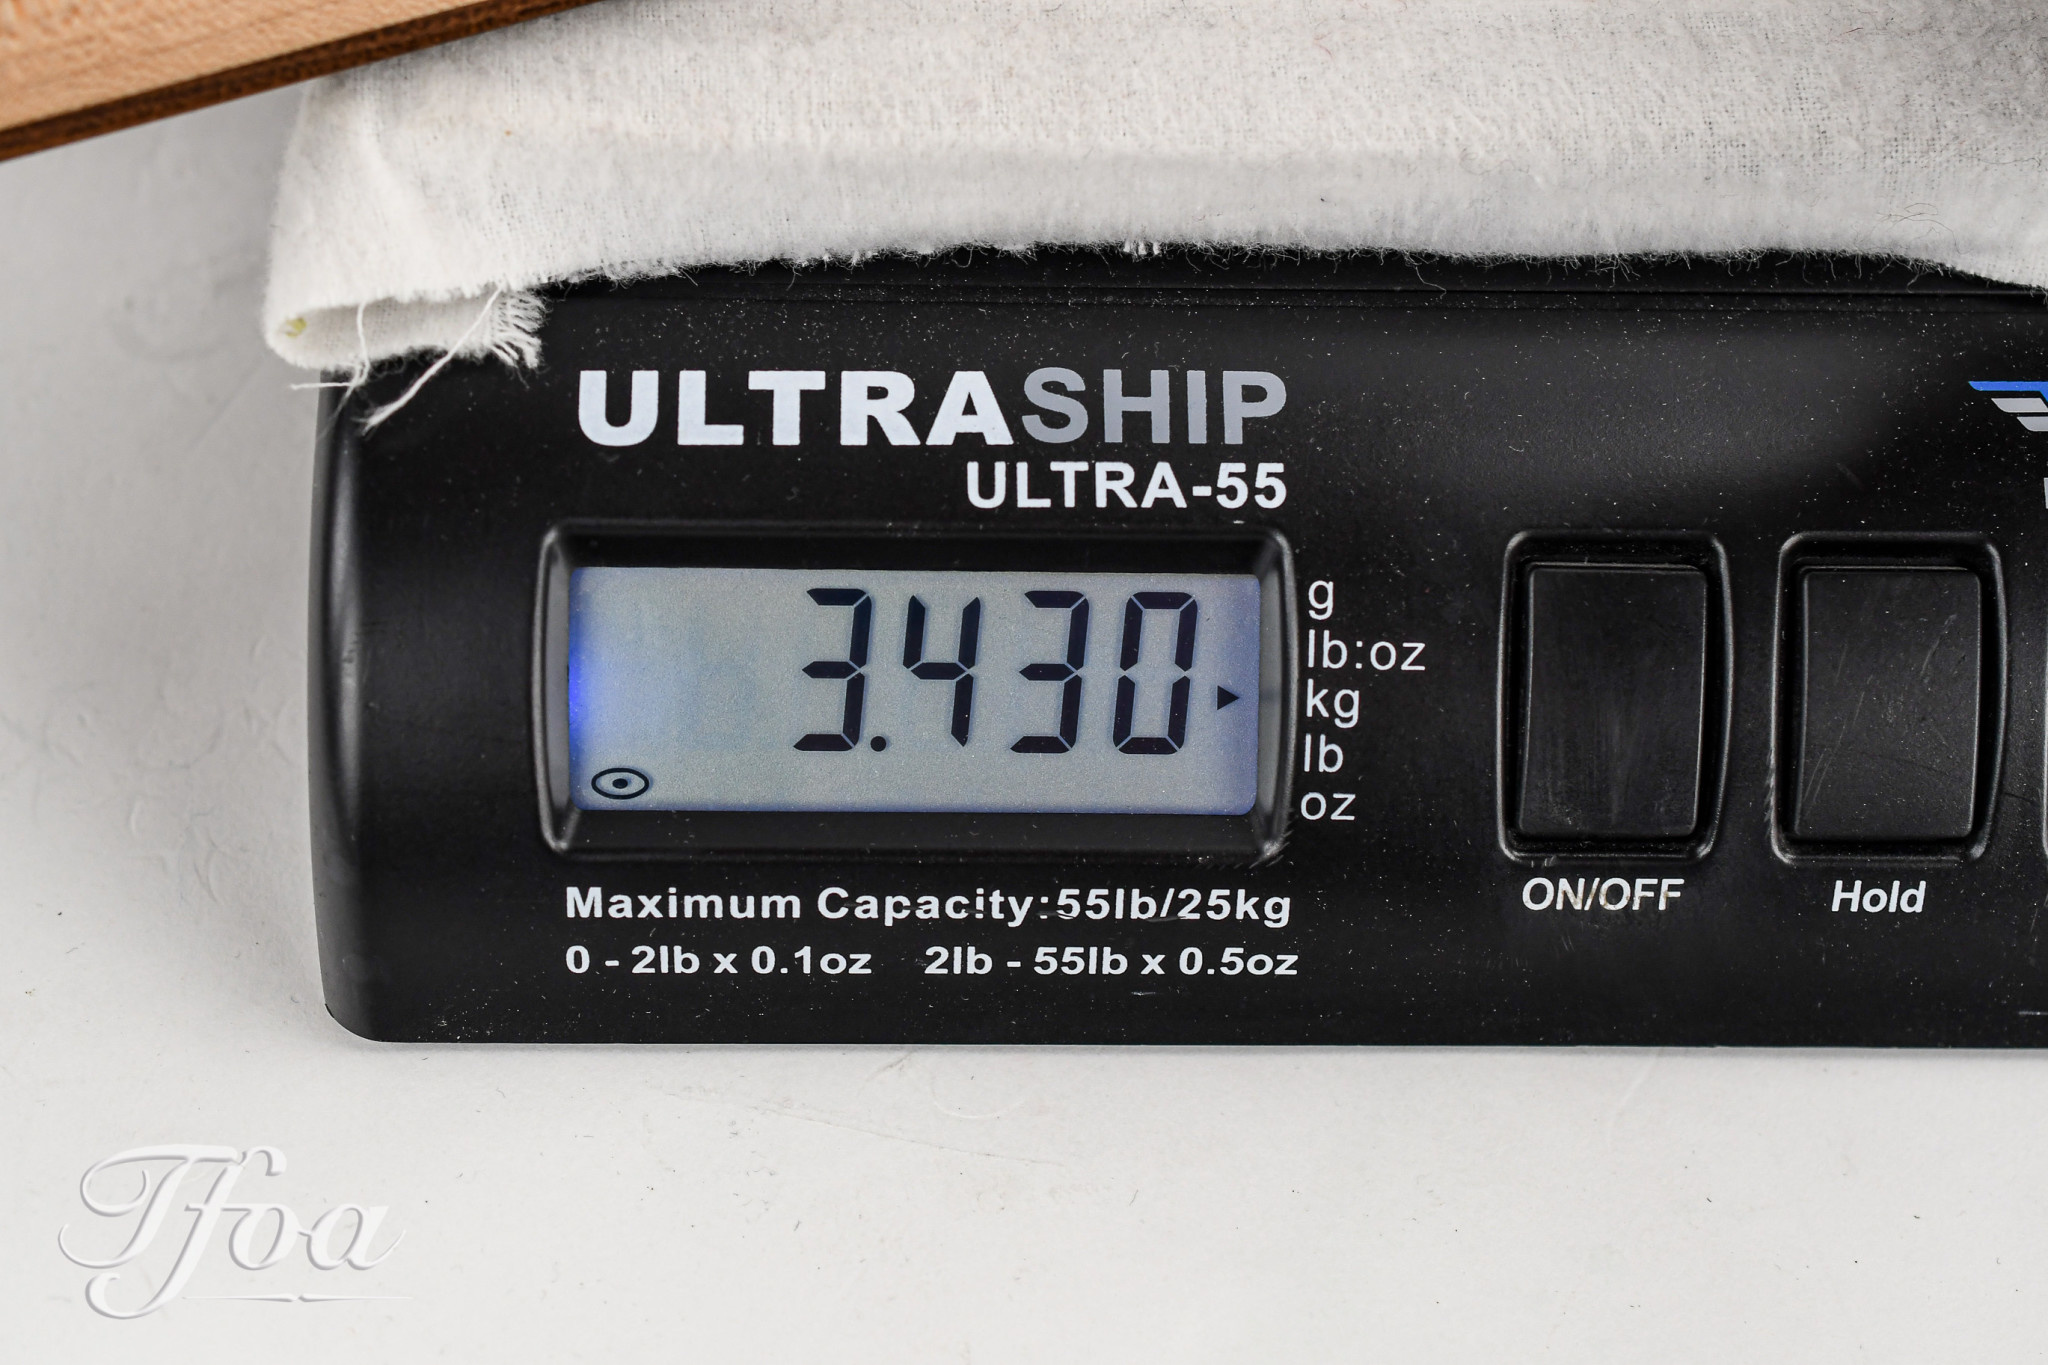 ULTRASHIP
ULTRA-55
3.430
g
lb:oz
kg
lb
oz
ON/OFF
Hold
Maximum Capacity:55lb/25kg
0 - 2lb x 0.1oz 2lb - 55lb x 0.5oz
Tfoa